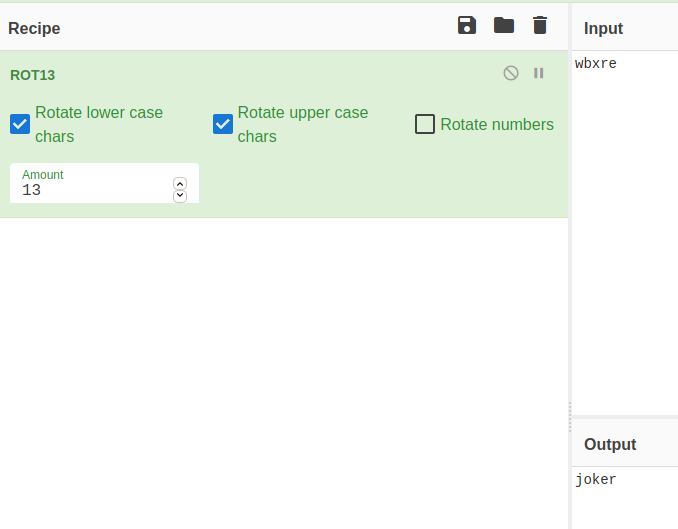 Recipe
ROT13
Rotate lower case
chars
Rotate upper case
chars
Rotate numbers
Amount
13
Input
wbxre
Output
joker